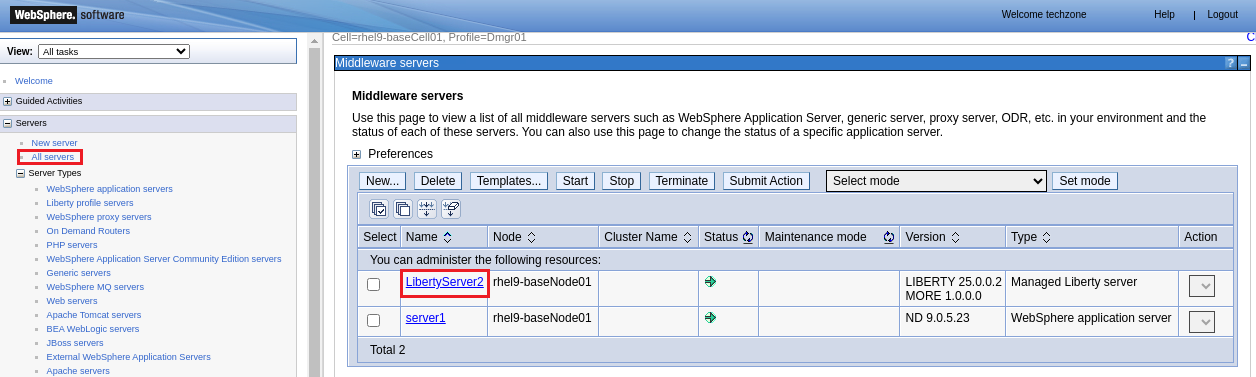 WebSphere. software
Welcome techzone
Help | Logout
View: All tasks
Welcome
Guided Activities
Servers
New server
All servers
Server Types
WebSphere application servers
Liberty profile servers
WebSphere proxy servers
On Demand Routers
PHP servers
WebSphere Application Server Community Edition servers
Generic servers
WebSphere MQ servers
Web servers
Apache Tomcat servers
BEA WebLogic servers
JBoss servers
External WebSphere Application Servers
Apache servers
Cell=rhel9-baseCell01, Profile=Dmgr01
Middleware servers ? _
Middleware servers
Use this page to view a list of all middleware servers such as WebSphere Application Server, generic server, proxy server, ODR, etc. in your environment and the
status of each of these servers. You can also use this page to change the status of a specific application server.
Preferences
New... Delete Templates... Start Stop Terminate Submit Action Select mode Set mode
Select Name Node Cluster Name Status Maintenance mode Version Type Action
You can administer the following resources:
LibertyServer2 rhel9-baseNode01 LIBERTY 25.0.0.2 Managed Liberty server
MORE 1.0.0.0
server1 rhel9-baseNode01 ND 9.0.5.23 WebSphere application server
Total 2